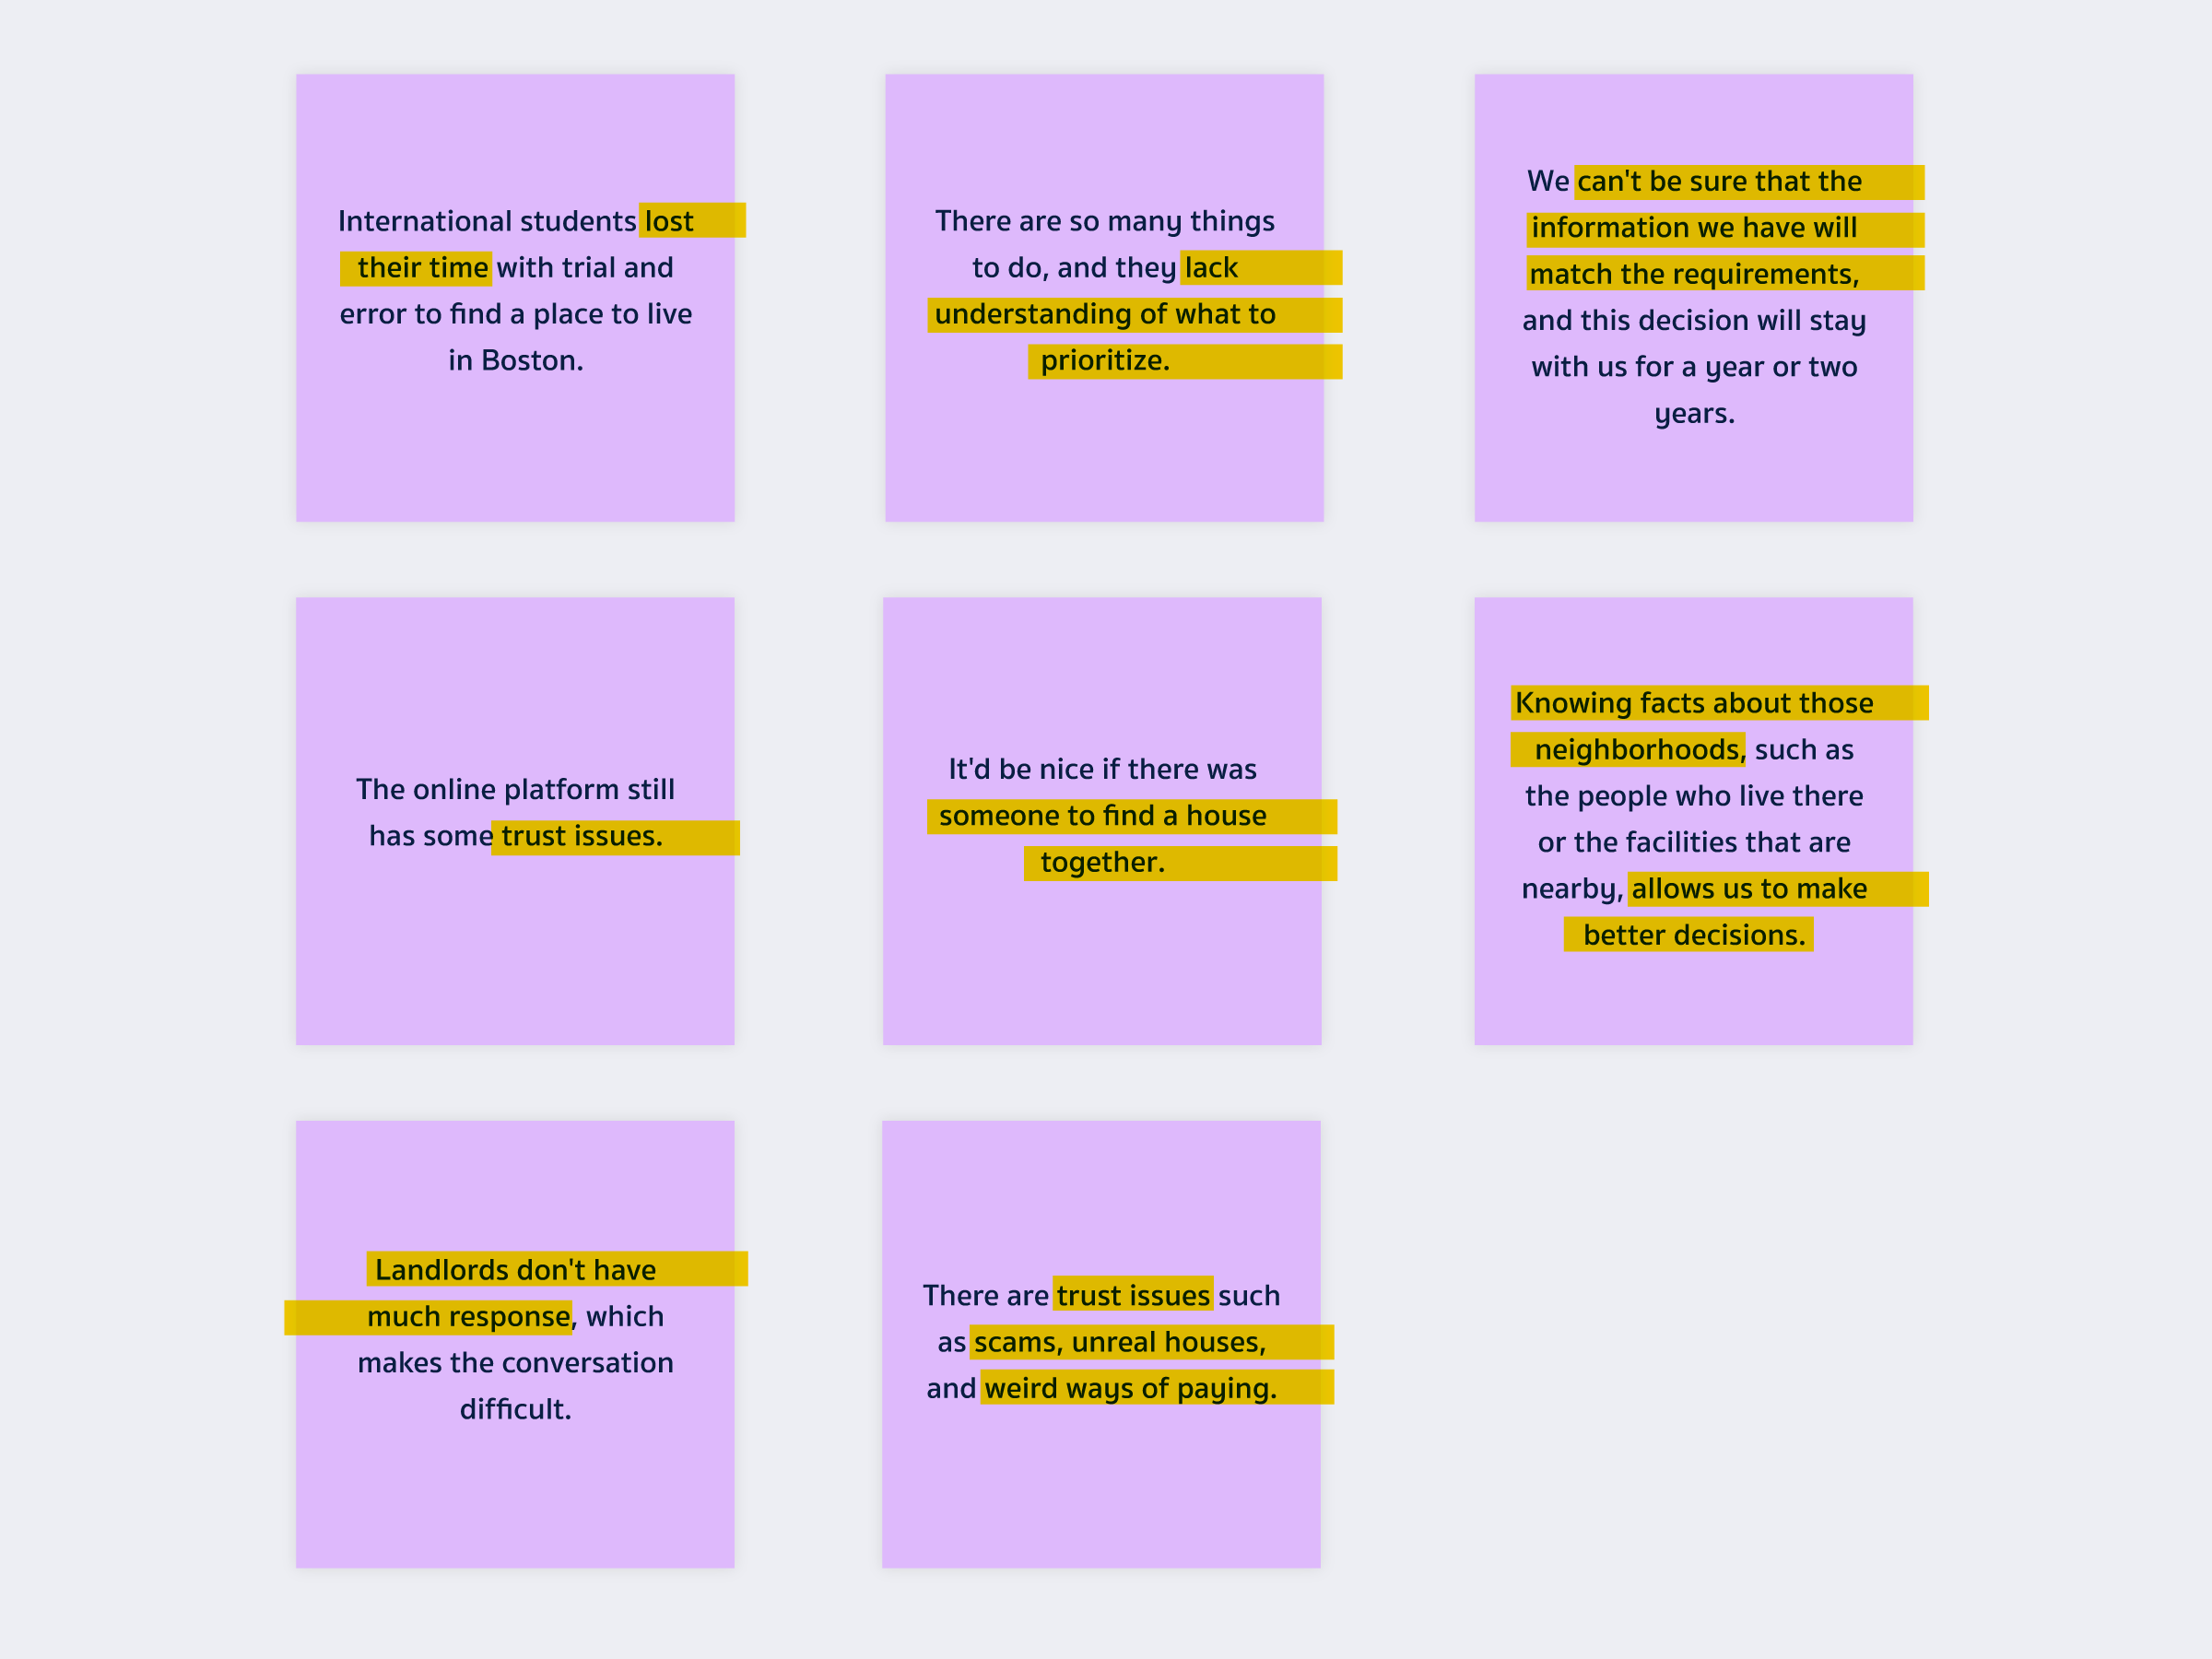 International students lost
their time with trial and
error to find a place to live
in Boston.
There are so many things
to do, and they lack
understanding of what to
prioritize.
We can't be sure that the
information we have will
match the requirements,
and this decision will stay
with us for a year or two
years.
The online platform still
has some trust issues.
It'd be nice if there was
someone to find a house
together.
Knowing facts about those
neighborhoods, such as
the people who live there
or the facilities that are
nearby, allows us to make
better decisions.
Landlords don't have
much response, which
makes the conversation
difficult.
There are trust issues such
as scams, unreal houses,
and weird ways of paying.